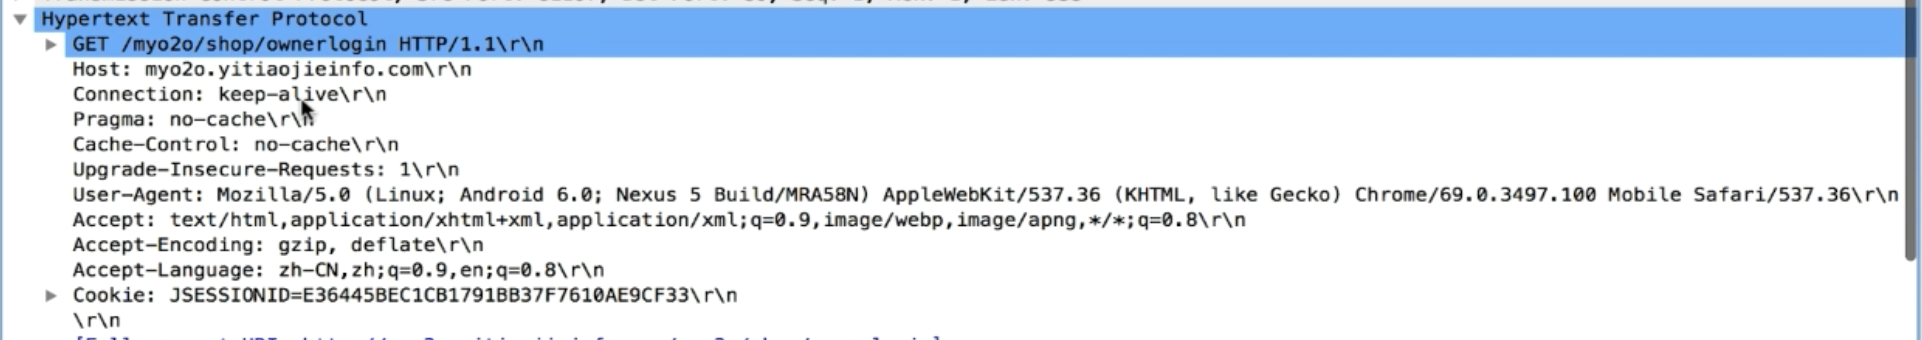 Hypertext Transfer Protocol
GET /myo2o/shop/ownerlogin HTTP/1.1\r\n
Host: myo2o.yitiaojieinfo.com\r\n
Connection: keep-alive\r\n
Pragma: no-cache\r\n
Cache-Control: no-cache\r\n
Upgrade-Insecure-Requests: 1\r\n
User-Agent: Mozilla/5.0 (Linux; Android 6.0; Nexus 5 Build/MRA58N) AppleWebKit/537.36 (KHTML, like Gecko) Chrome/69.0.3497.100 Mobile Safari/537.36\r\n
Accept: text/html,application/xhtml+xml,application/xml;q=0.9,image/webp,image/apng,*/*;q=0.8\r\n
Accept-Encoding: gzip, deflate\r\n
Accept-Language: zh-CN,zh;q=0.9,en;q=0.8\r\n
Cookie: JSESSIONID=E36445BEC1CB1791BB37F7610AE9CF33\r\n
\r\n